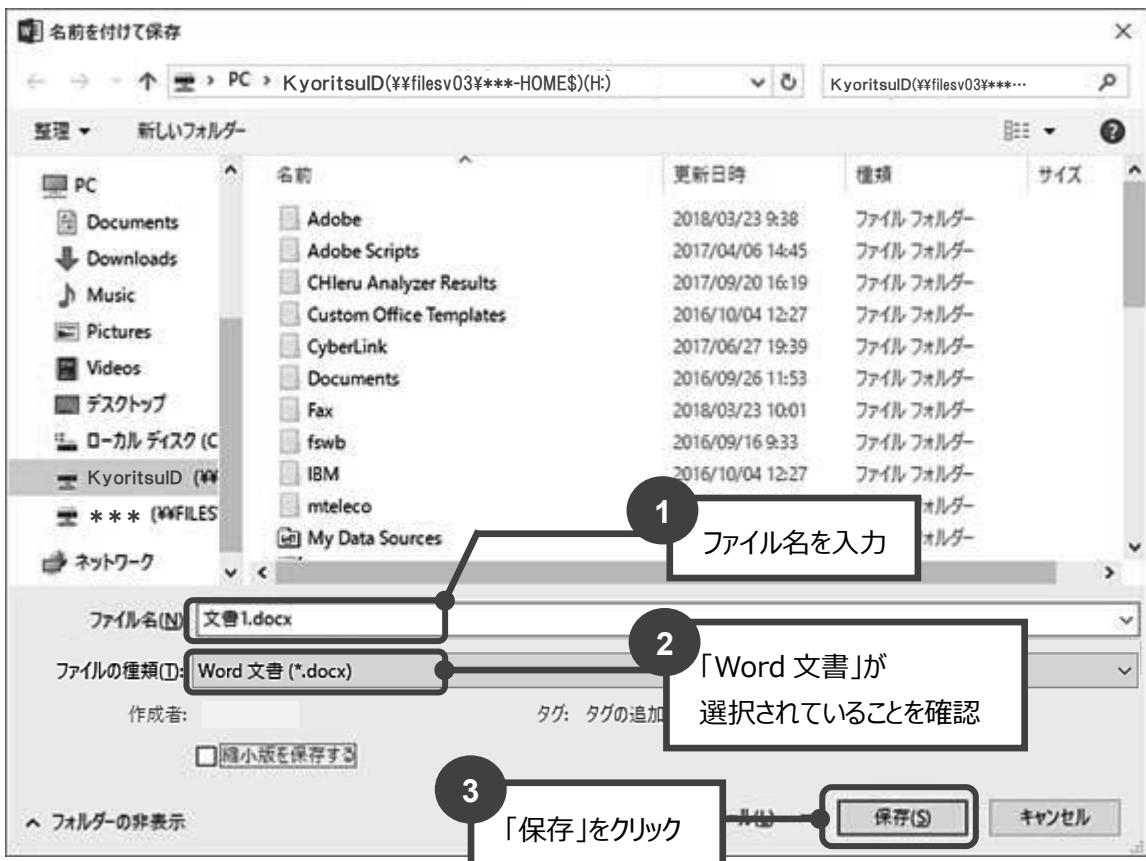 名前を付けて保存
PC › KyoritsuID(¥¥filesv03¥***-HOME$)(H:)
KyoritsuID(¥¥filesv03¥***…
整理 新しいフォルダー
名前 更新日時 種類 サイズ
PC
Documents
Downloads
Music
Pictures
Videos
デスクトップ
ローカル ディスク (C
KyoritsuID (¥¥
*** (¥¥FILES
ネットワーク
Adobe 2018/03/23 9:38 ファイル フォルダー
Adobe Scripts 2017/04/06 14:45 ファイル フォルダー
CHIeru Analyzer Results 2017/09/20 16:19 ファイル フォルダー
Custom Office Templates 2016/10/04 12:27 ファイル フォルダー
CyberLink 2017/06/27 19:39 ファイル フォルダー
Documents 2016/09/26 11:53 ファイル フォルダー
Fax 2018/03/23 10:01 ファイル フォルダー
fswb 2016/09/16 9:33 ファイル フォルダー
IBM 2016/10/04 12:27 ファイル フォルダー
mteleco ォルダー
My Data Sources ォルダー
1
ファイル名を入力
ファイル名(N) 文書1.docx
ファイルの種類(T): Word 文書 (*.docx)
2
「Word 文書」が
選択されていることを確認
作成者: タグ: タグの追加
縮小版を保存する
3
「保存」をクリック
フォルダーの非表示 ール(L) 保存(S) キャンセル